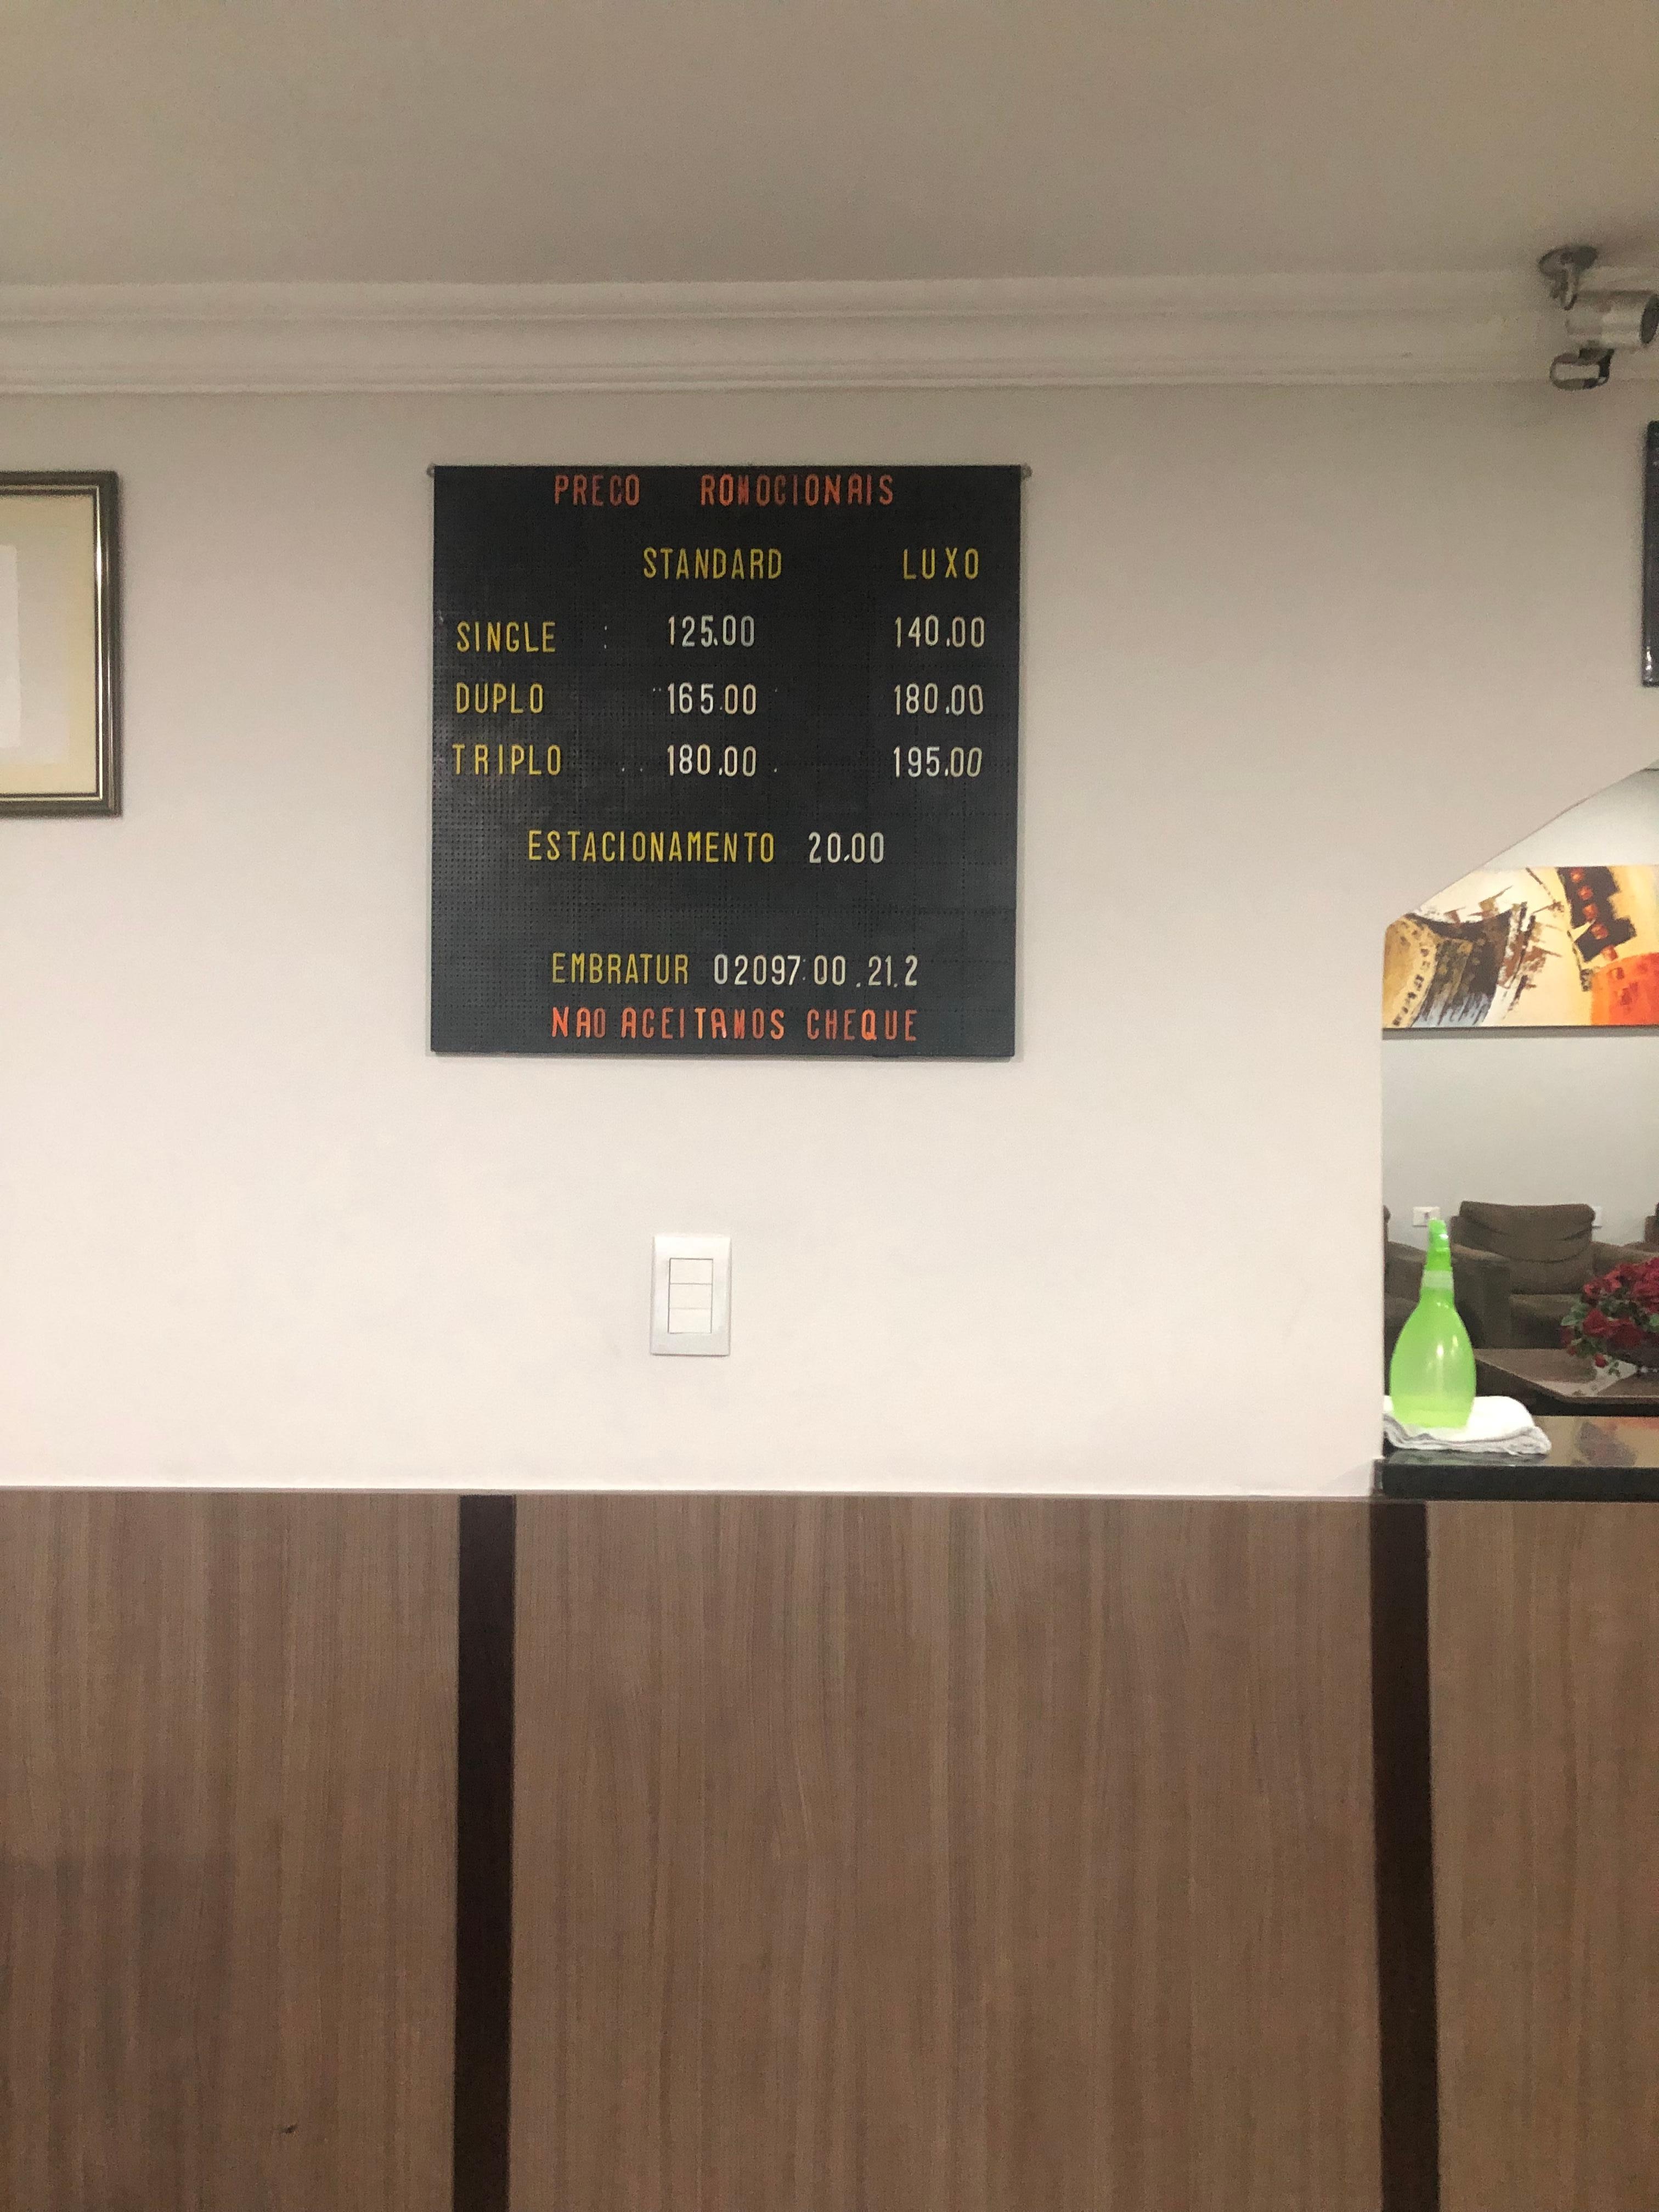 PRECO ROMOCIONAIS
STANDARD LUXO
SINGLE : 125.00 140.00
DUPLO 165.00 180.00
TRIPLO 180.00 195.00
ESTACIONAMENTO 20.00
EMBRATUR 02097.00.21.2
NAO ACEITAMOS CHEQUE